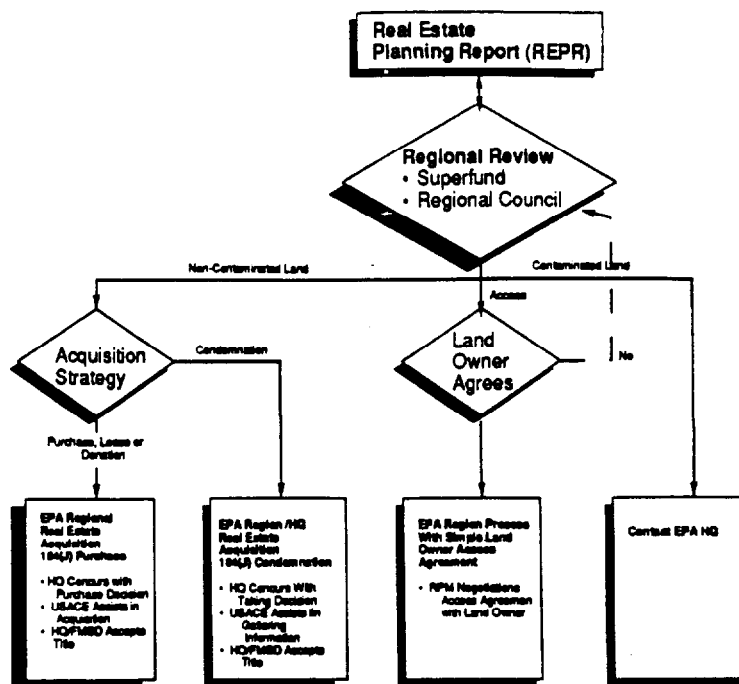 Real Estate
Planning Report (REPR)
Regional Review
• Superfund
• Regional Council
Non-Contaminated Land
Contaminated Land
Access
Acquisition
Strategy
Condemnation
Land
Owner
Agrees
No
Purchase, Lease or
Donation
EPA Regional
Real Estate
Acquisition
104(J) Purchase
• HQ Concurs with
Purchase Decision
• USACE Assists in
Acquisition
• HQ/FMSD Accepts
Title
EPA Region/HQ
Real Estate
Acquisition
104(J) Condemnation
• HQ Concurs With
Taking Decision
• USACE Assists in
Gathering
Information
• HQ/FMSD Accepts
Title
EPA Region Process
With Simple Land
Owner Access
Agreement
• RPM Negotiations
Access Agreemen
with Land Owner
Contact EPA HQ